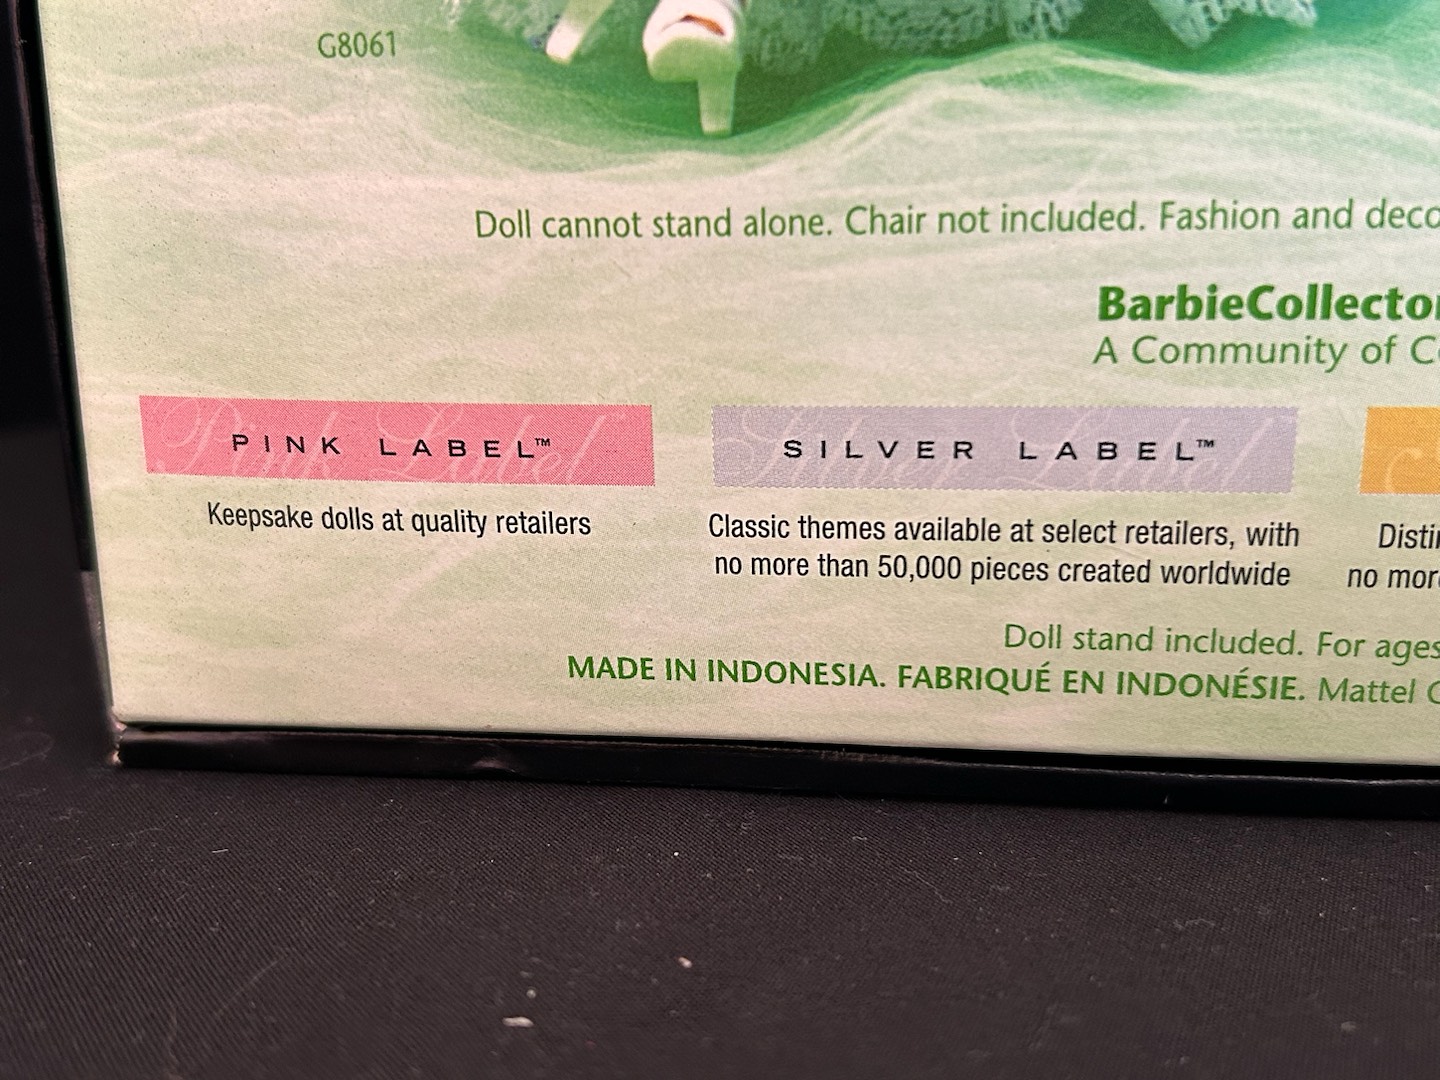 G8061
Doll cannot stand alone. Chair not included. Fashion and deco
BarbieCollector
A Community of C
PINK LABEL™
SILVER LABEL™
Keepsake dolls at quality retailers
Classic themes available at select retailers, with
no more than 50,000 pieces created worldwide
Disti
no mor
Doll stand included. For ages
MADE IN INDONESIA. FABRIQUÉ EN INDONÉSIE. Mattel C